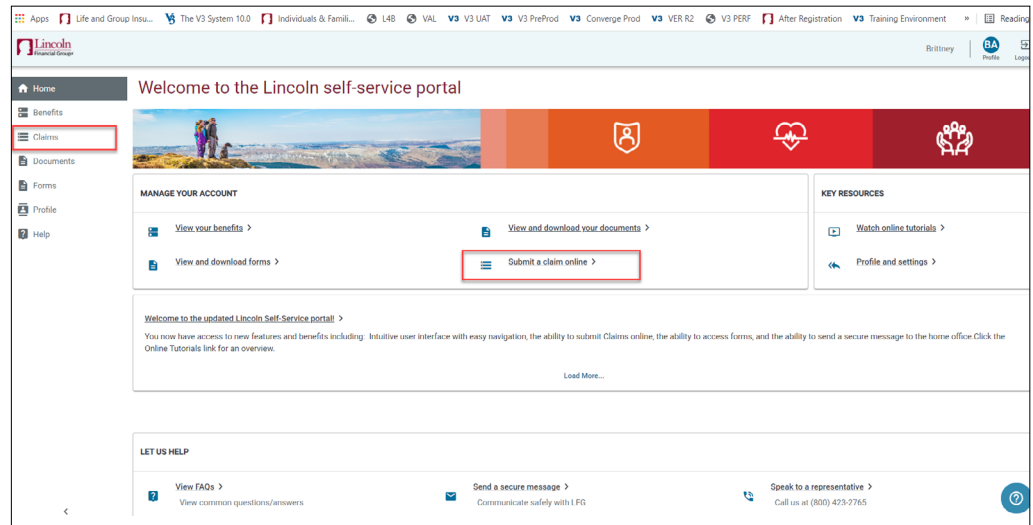 Apps Life and Group Insu... The V3 System 10.0 Individuals & Famili... L4B VAL V3 V3 UAT V3 V3 PreProd V3 Converge Prod V3 VER R2 V3 PERF After Registration V3 Training Environment » Reading
Lincoln
Financial Group®
Brittney
BA
Profile
Logou
Home
Benefits
Claims
Documents
Forms
Profile
Help
Welcome to the Lincoln self-service portal
MANAGE YOUR ACCOUNT
View your benefits >
View and download your documents >
View and download forms >
Submit a claim online >
KEY RESOURCES
Watch online tutorials >
Profile and settings >
Welcome to the updated Lincoln Self-Service portal! >
You now have access to new features and benefits including: Intuitive user interface with easy navigation, the ability to submit Claims online, the ability to access forms, and the ability to send a secure message to the home office.Click the
Online Tutorials link for an overview.
Load More...
LET US HELP
View FAQs >
View common questions/answers
Send a secure message >
Communicate safely with LFG
Speak to a representative >
Call us at (800) 423-2765
?
<